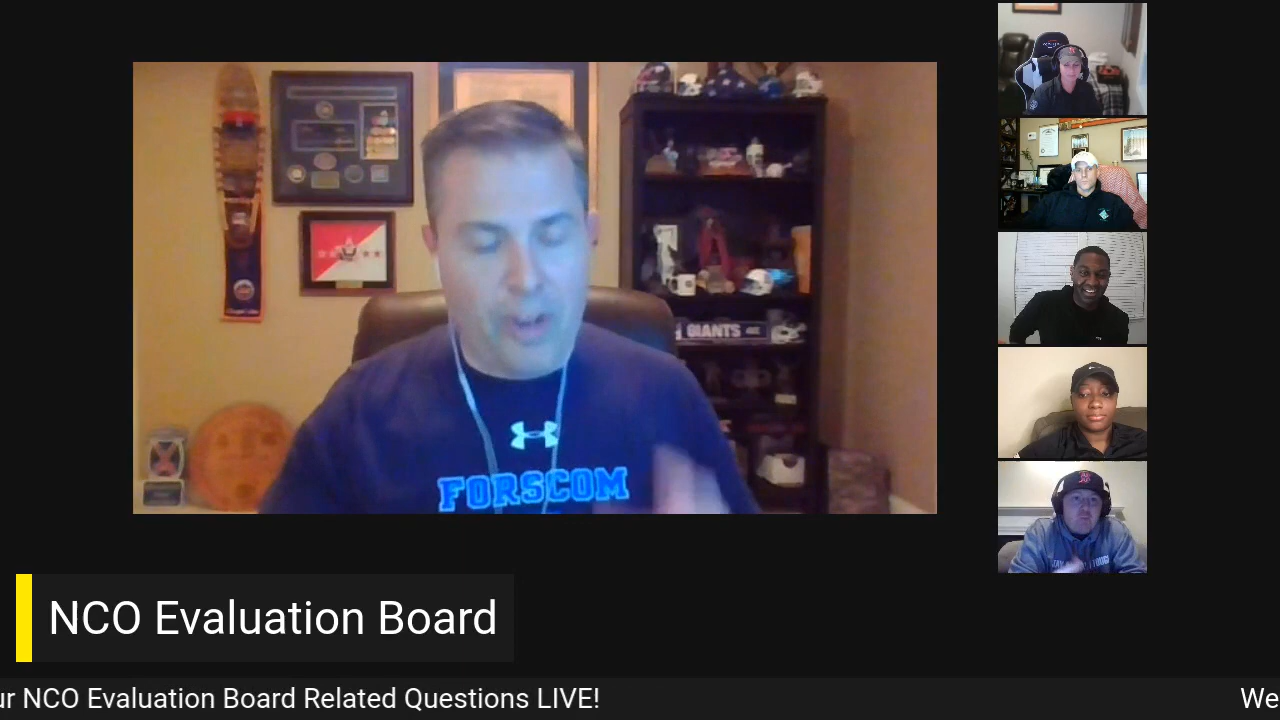 GIANTS
FORSCOM
NCO Evaluation Board
ur NCO Evaluation Board Related Questions LIVE!
We